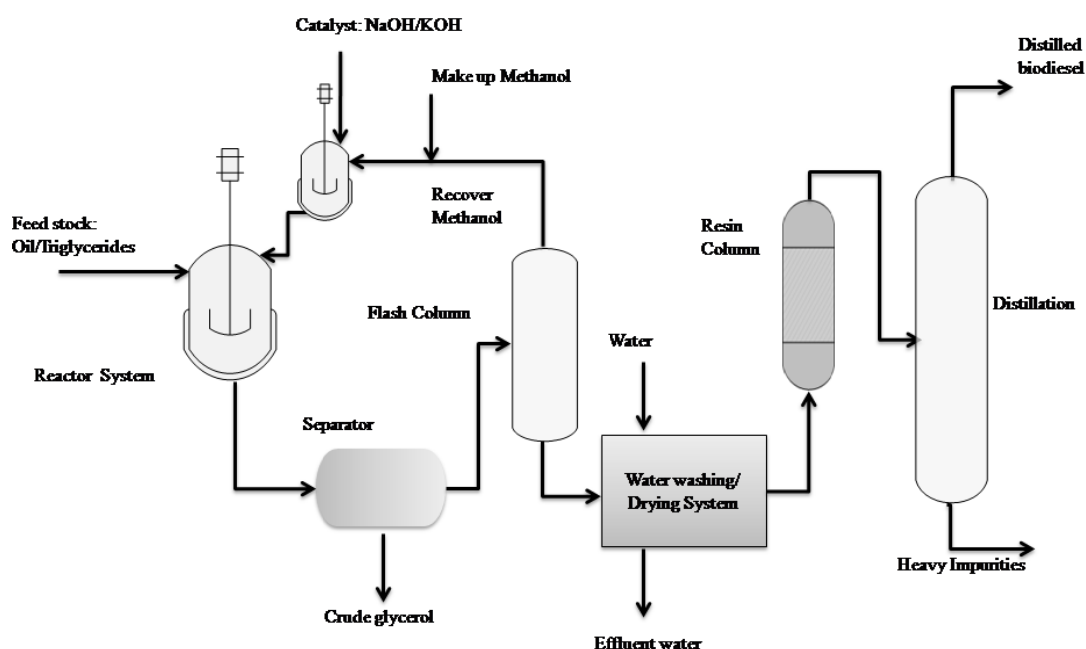 Catalyst: NaOH/KOH
Make up Methanol
Distilled
biodiesel
Recover
Methanol
Feed stock:
Oil/Triglycerides
Resin
Column
Flash Column
Distillation
Water
Reactor System
Separator
Water washing/
Drying System
Heavy Impurities
Crude glycerol
Effluent water